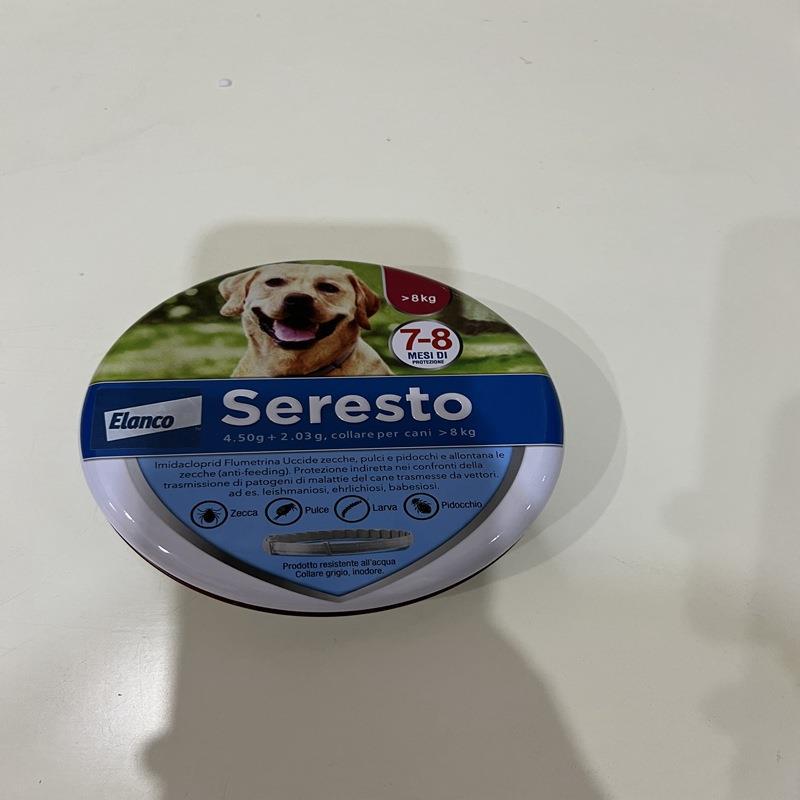 >8kg
7-8
MESI DI
PROTEZIONE
Elanco
Seresto
4.50g + 2.03g, collare per cani >8kg
Imidacloprid Flumetrina Uccide zecche, pulci e pidocchi e allontana le
zecche (anti-feeding). Protezione indiretta nei confronti della
trasmissione di patogeni di malattie del cane trasmesse da vettori.
ad es. leishmaniosi, ehrlichiosi, babesiosi.
Zecca Pulce Larva Pidocchio
Prodotto resistente all'acqua
Collare grigio, inodore.